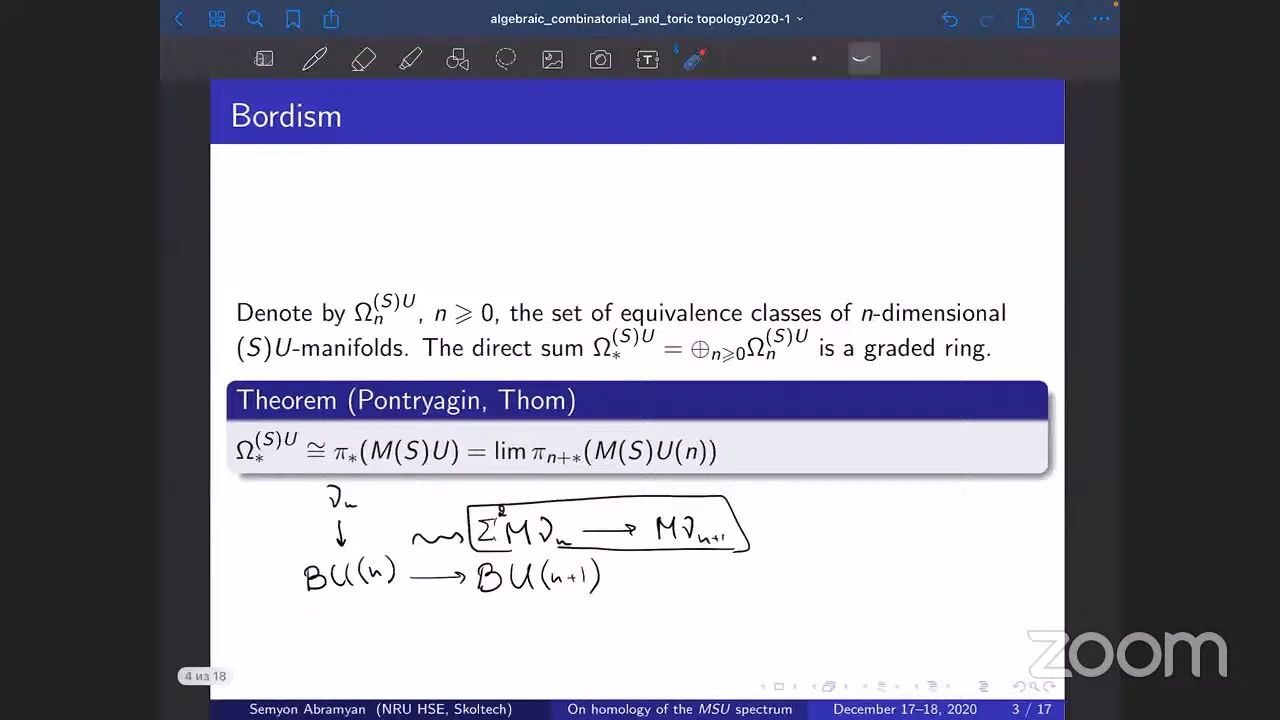 algebraic_combinatorial_and_toric topology2020-1
Bordism
Denote by Ω_n^{(S)U}, n ⩾ 0, the set of equivalence classes of n-dimensional
(S)U-manifolds. The direct sum Ω_*^{(S)U} = ⊕_{n⩾0}Ω_n^{(S)U} is a graded ring.
Theorem (Pontryagin, Thom)
Ω_*^{(S)U} ≅ π_*(M(S)U) = lim π_{n+*}(M(S)U(n))
ν_n
↓ Σ^2 Mν_n → Mν_{n+1}
BU(n) → BU(n+1)
zoom
4 из 18
Semyon Abramyan (NRU HSE, Skoltech) On homology of the MSU spectrum December 17–18, 2020 3 / 17